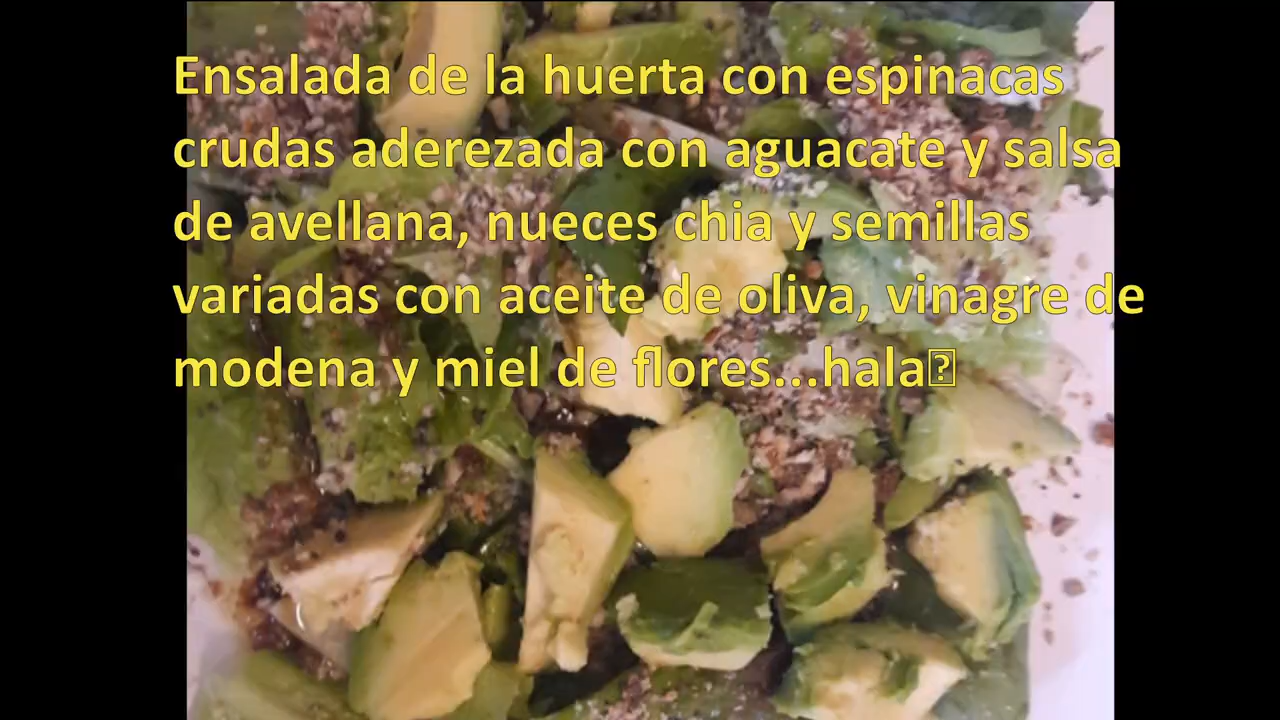 Ensalada de la huerta con espinacas
crudas aderezada con aguacate y salsa
de avellana, nueces chia y semillas
variadas con aceite de oliva, vinagre de
modena y miel de flores...hala⍰